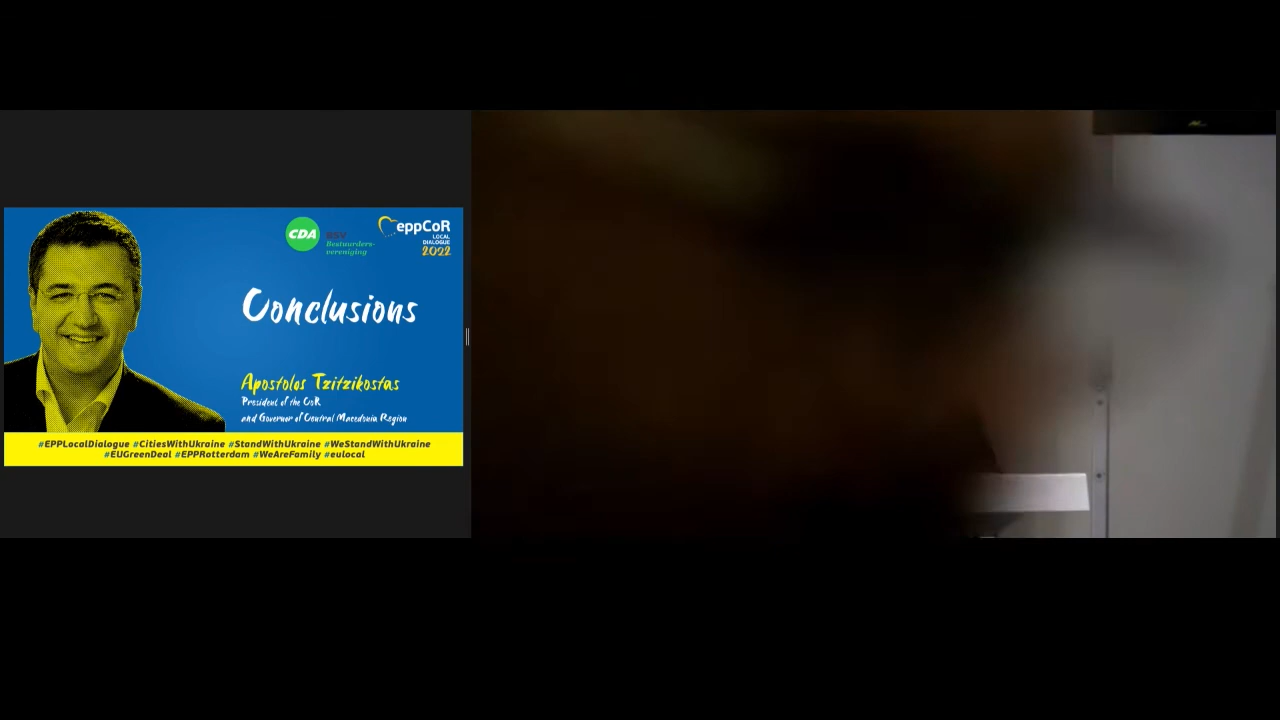 CDA
BSV
Bestuurders-
vereniging
eppCoR
LOCAL
DIALOGUE
2022
Conclusions
Apostolos Tzitzikostas
President of the CoR
and Governor of Central Macedonia Region
#EPPLocalDialogue #CitiesWithUkraine #StandWithUkraine #WeStandWithUkraine
#EUGreenDeal #EPPRotterdam #WeAreFamily #eulocal